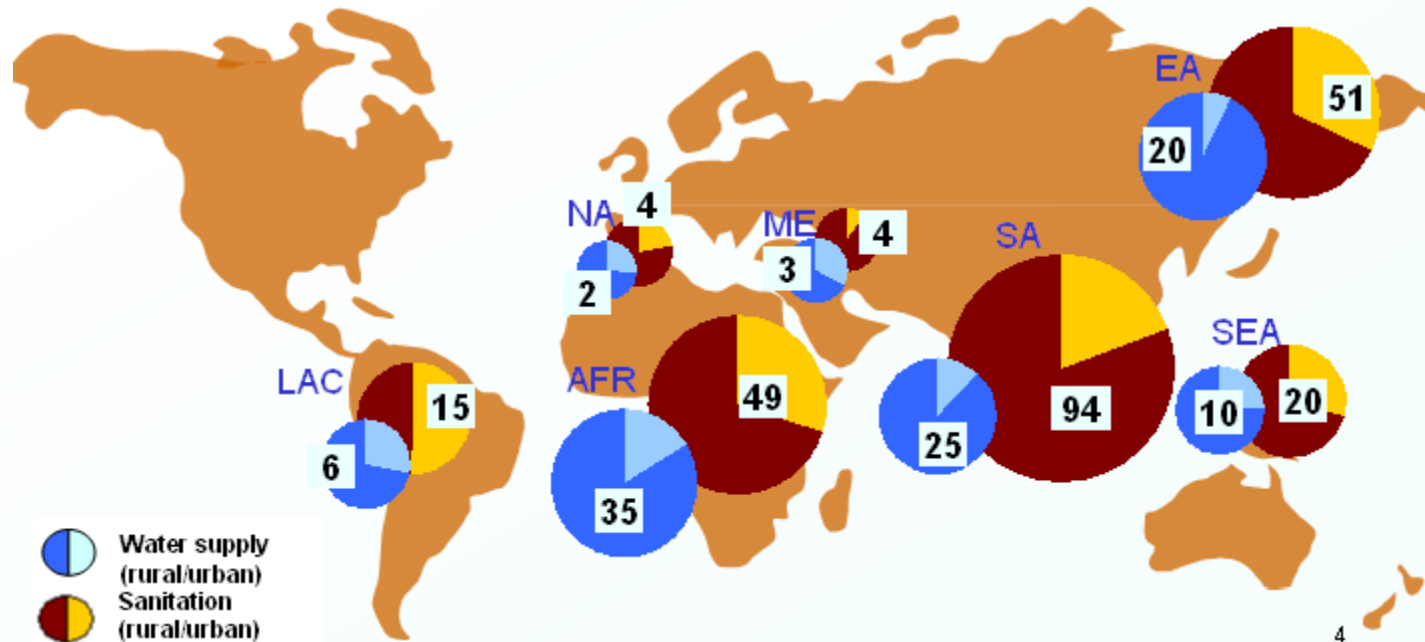 EA
51
20
NA
4
ME
4
SA
2
3
SEA
LAC
AFR
15
49
94
10
20
6
25
35
Water supply
(rural/urban)
Sanitation
(rural/urban)
4